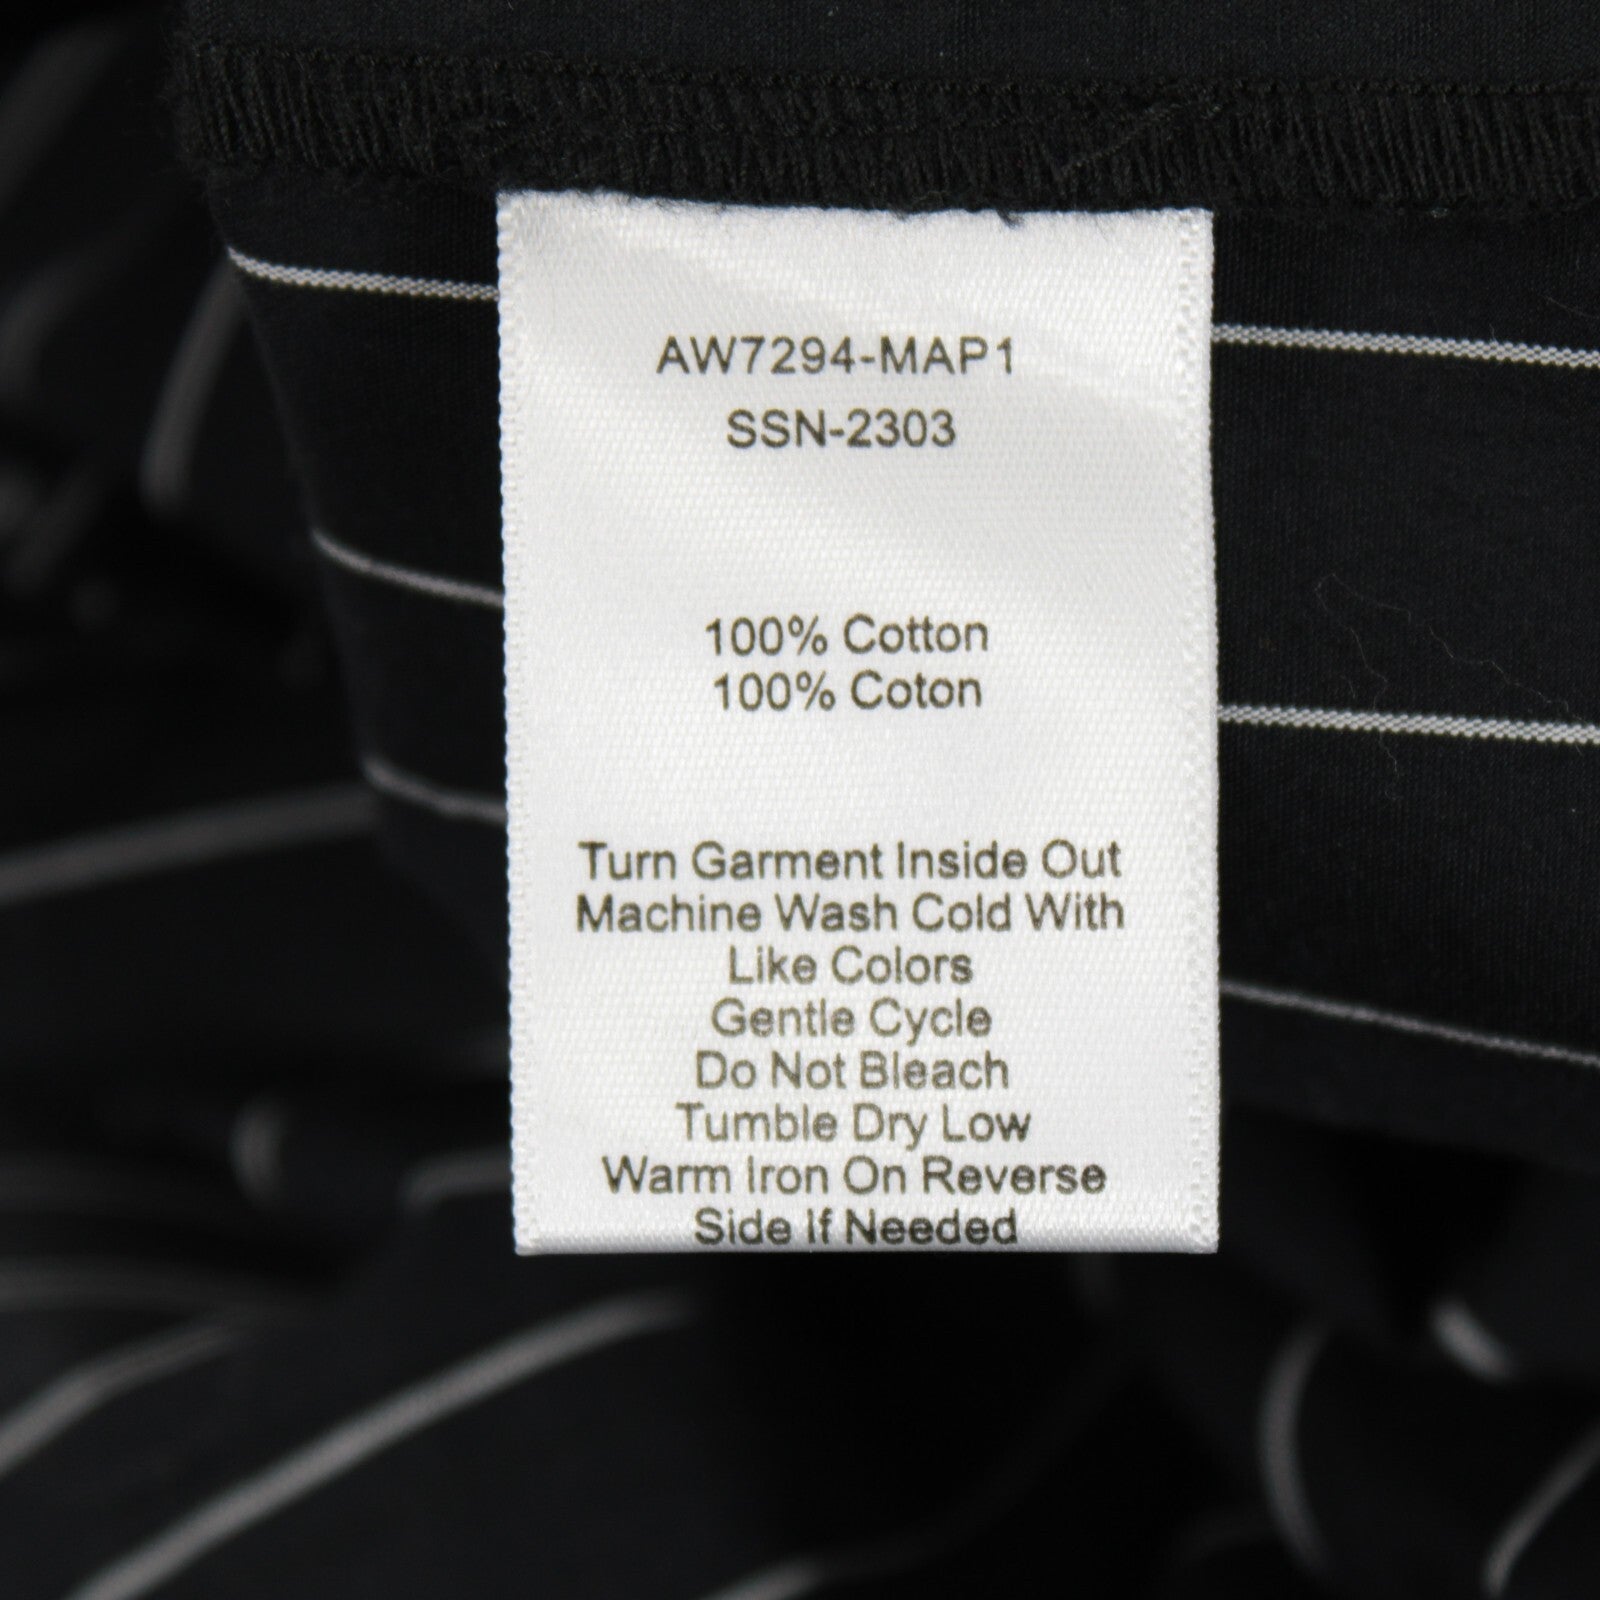 AW7294-MAP1
SSN-2303
100% Cotton
100% Coton
Turn Garment Inside Out
Machine Wash Cold With
Like Colors
Gentle Cycle
Do Not Bleach
Tumble Dry Low
Warm Iron On Reverse
Side If Needed